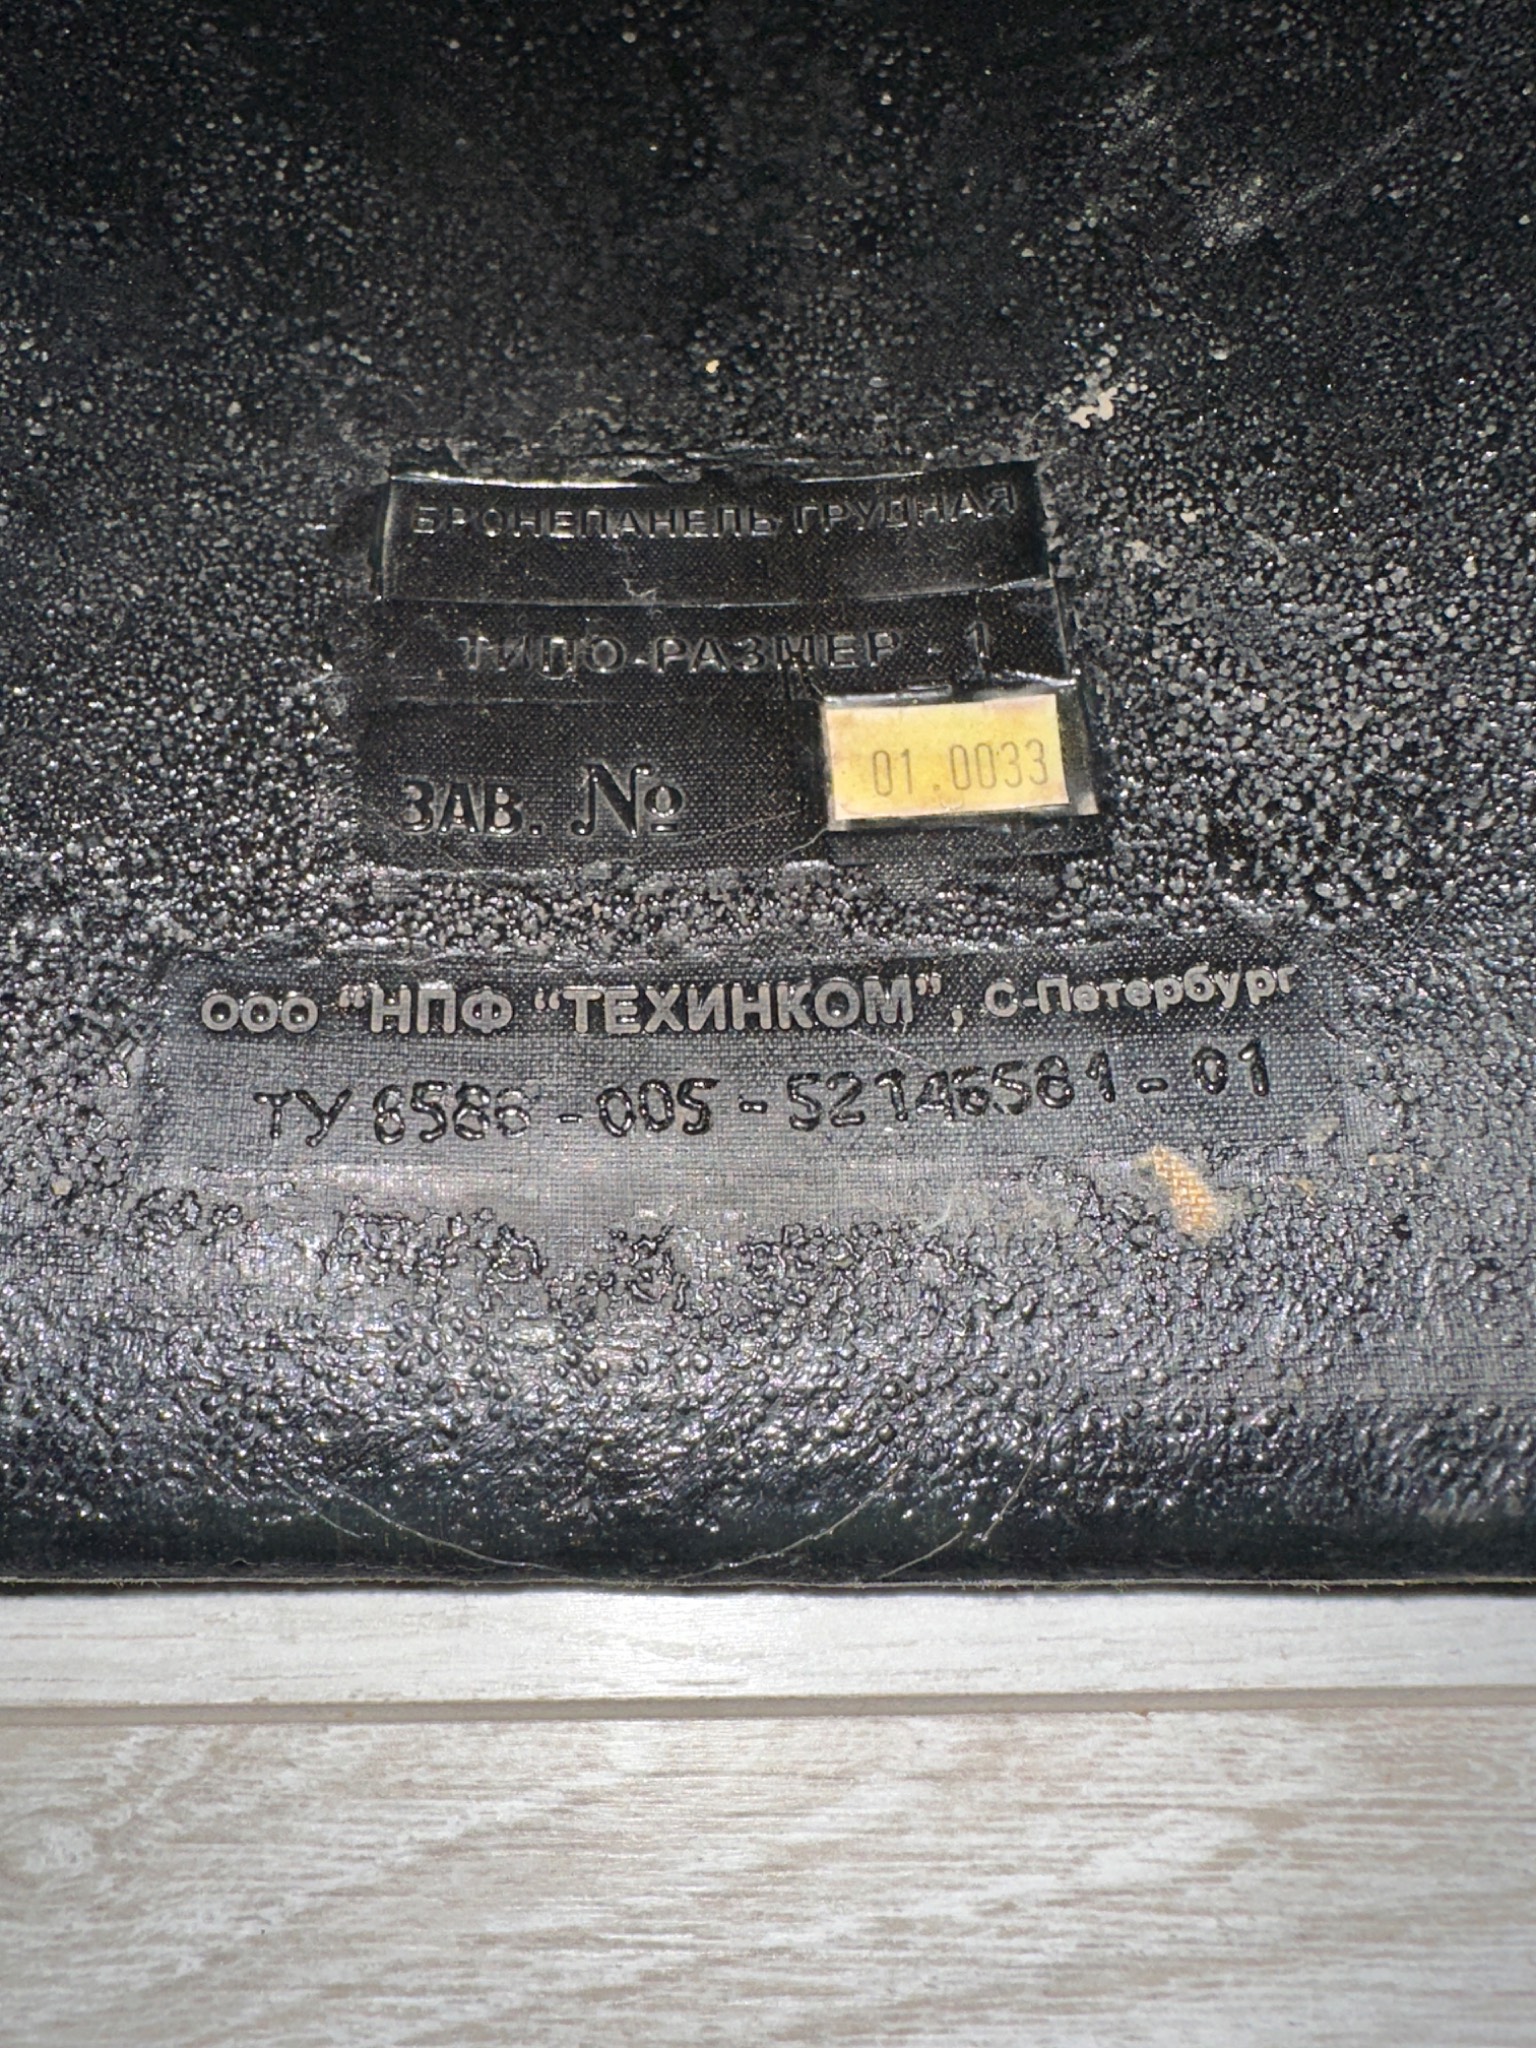 БРОНЕПАНЕЛЬ ГРУДНАЯ
ТИПО-РАЗМЕР - 1
ЗАВ. № 01.0033
ООО "НПФ "ТЕХИНКОМ", С-Петербург
ТУ 8586-005-52146581-01